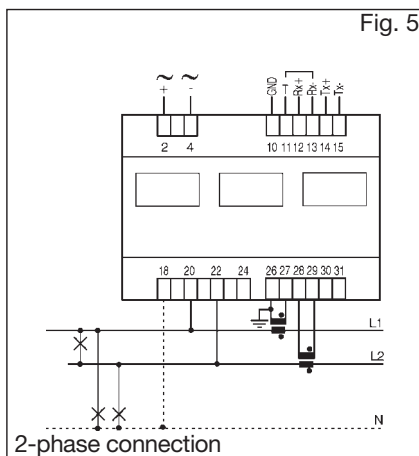 Fig. 5
~ ~
+ -
GND T Rx+ Rx- Tx+ Tx-
2 4 10 11 12 13 14 15
18 20 22 24 26 27 28 29 30 31
L1
L2
N
2-phase connection